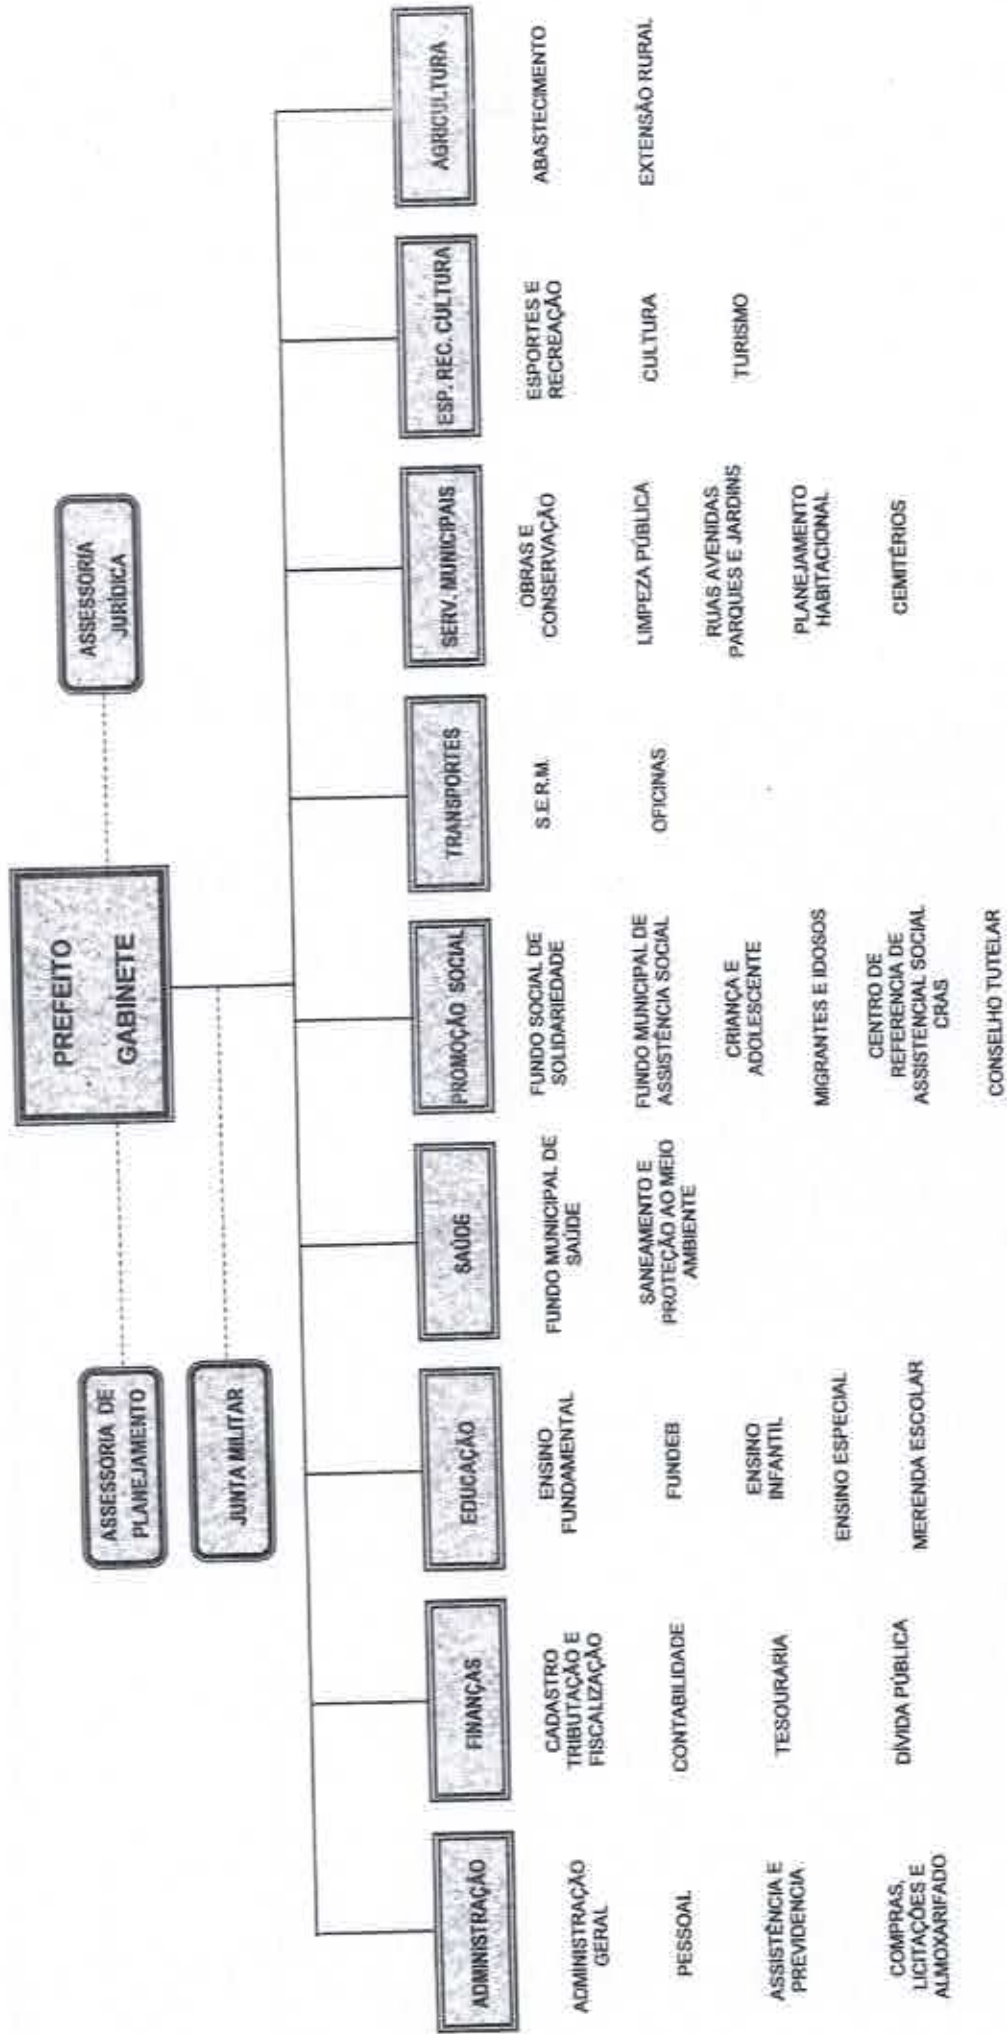 PREFEITO
GABINETE
ASSESSORIA DE
PLANEJAMENTO
ASSESSORIA
JURÍDICA
JUNTA MILITAR
ADMINISTRAÇÃO
ADMINISTRAÇÃO
GERAL
PESSOAL
ASSISTÊNCIA E
PREVIDENCIA
COMPRAS,
LICITAÇÕES E
ALMOXARIFADO
FINANÇAS
CADASTRO
TRIBUTAÇÃO E
FISCALIZAÇÃO
CONTABILIDADE
TESOURARIA
DÍVIDA PÚBLICA
EDUCAÇÃO
ENSINO
FUNDAMENTAL
FUNDEB
ENSINO
INFANTIL
ENSINO ESPECIAL
MERENDA ESCOLAR
SAÚDE
FUNDO MUNICIPAL DE
SAÚDE
SANEAMENTO E
PROTEÇÃO AO MEIO
AMBIENTE
PROMOÇÃO SOCIAL
FUNDO SOCIAL DE
SOLIDARIEDADE
FUNDO MUNICIPAL DE
ASSISTÊNCIA SOCIAL
CRIANÇA E
ADOLESCENTE
MIGRANTES E IDOSOS
CENTRO DE
REFERENCIA DE
ASSISTÊNCIAL SOCIAL
CRAS
CONSELHO TUTELAR
TRANSPORTES
S.E.R.M.
OFICINAS
SERV. MUNICIPAIS
OBRAS E
CONSERVAÇÃO
LIMPEZA PÚBLICA
RUAS AVENIDAS
PARQUES E JARDINS
PLANEJAMENTO
HABITACIONAL
CEMITÉRIOS
ESP. REC. CULTURA
ESPORTES E
RECREAÇÃO
CULTURA
TURISMO
AGRICULTURA
ABASTECIMENTO
EXTENSÃO RURAL